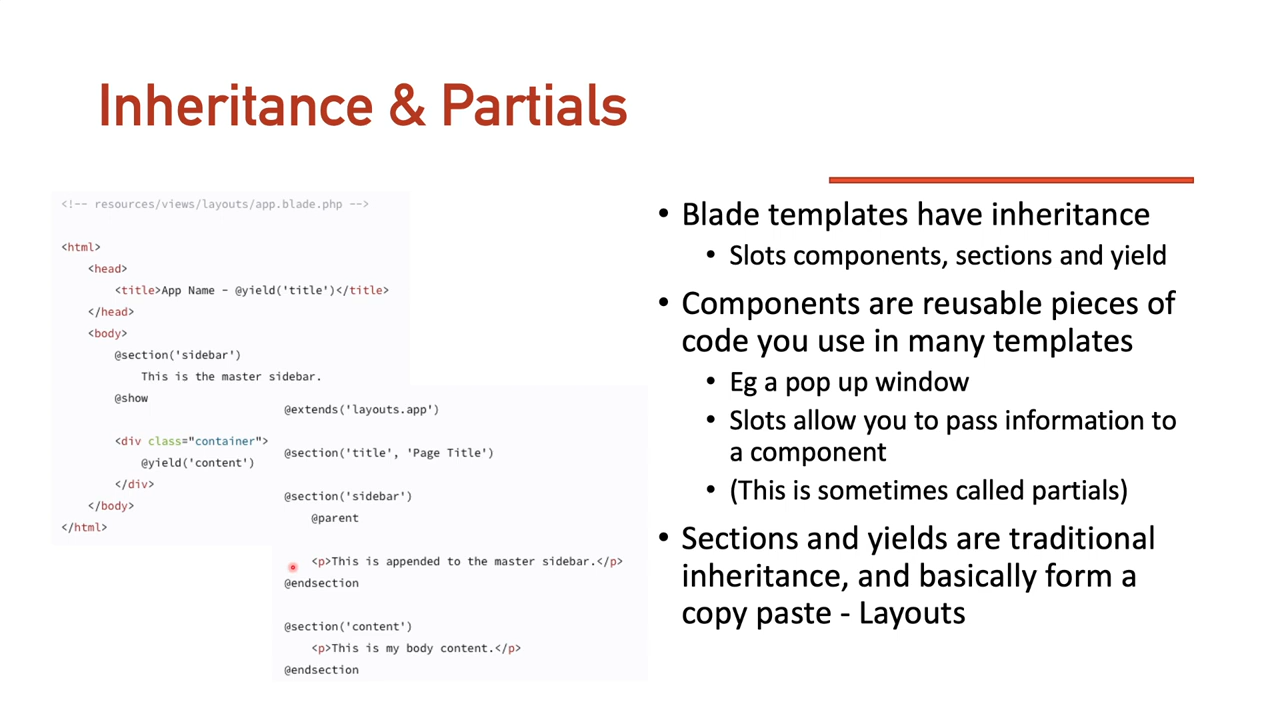 Inheritance & Partials
<!-- resources/views/layouts/app.blade.php -->
<html>
<head>
<title>App Name - @yield('title')</title>
</head>
<body>
@section('sidebar')
This is the master sidebar.
@show
<div class="container">
@yield('content')
</div>
</body>
</html>
@extends('layouts.app')
@section('title', 'Page Title')
@section('sidebar')
@parent
<p>This is appended to the master sidebar.</p>
@endsection
@section('content')
<p>This is my body content.</p>
@endsection
• Blade templates have inheritance
• Slots components, sections and yield
• Components are reusable pieces of
code you use in many templates
• Eg a pop up window
• Slots allow you to pass information to
a component
• (This is sometimes called partials)
• Sections and yields are traditional
inheritance, and basically form a
copy paste - Layouts